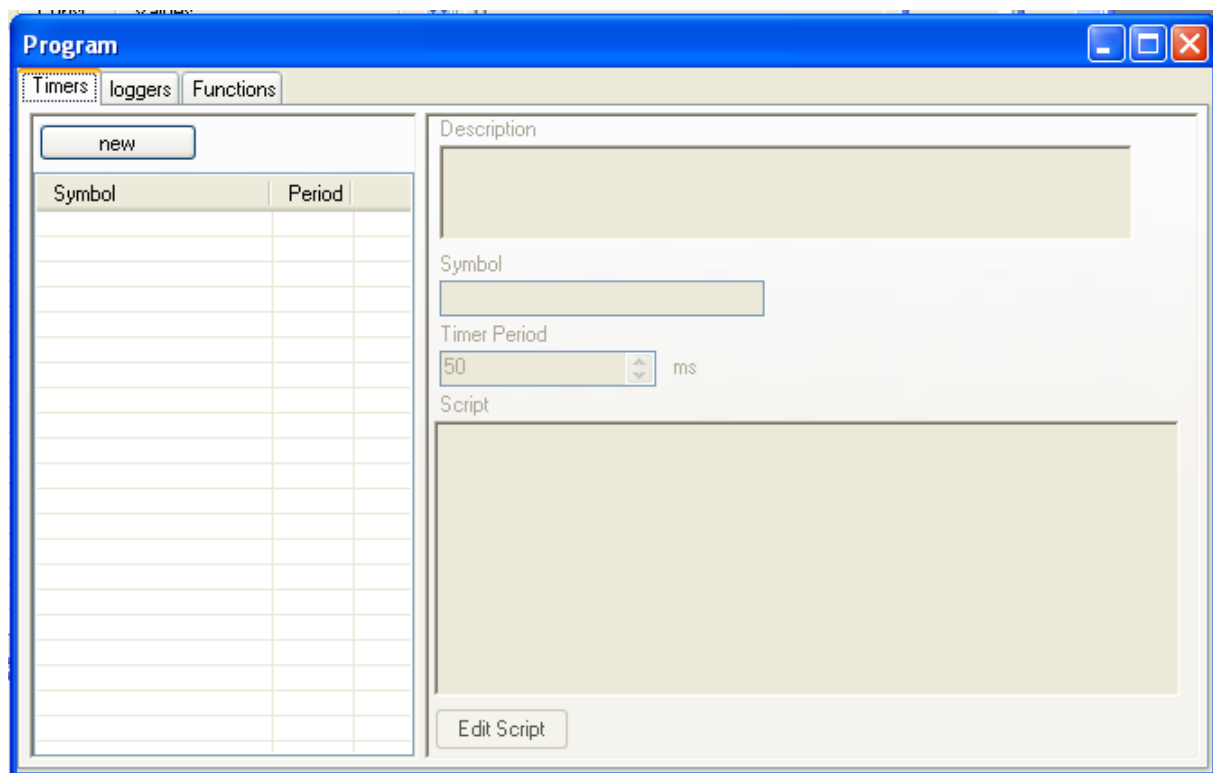 Program
Timers loggers Functions
new
Symbol Period
Description
Symbol
Timer Period
50 ms
Script
Edit Script